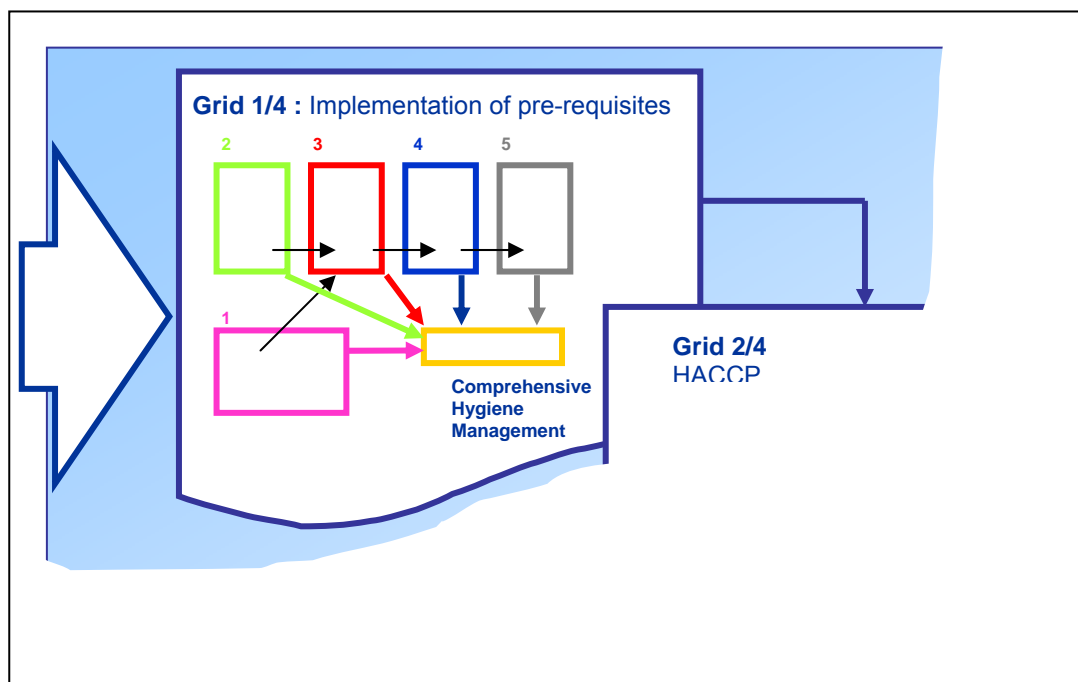 Grid 1/4 : Implementation of pre-requisites
2 3 4 5
1
Comprehensive
Hygiene
Management
Grid 2/4
HACCP